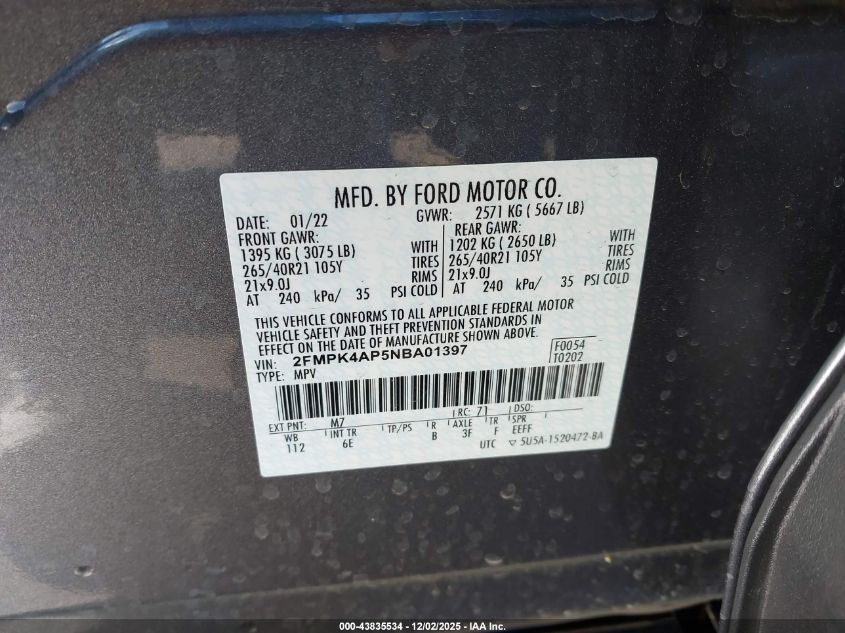 MFD. BY FORD MOTOR CO.
DATE: 01/22 GVWR: 2571 KG ( 5667 LB)
FRONT GAWR: REAR GAWR:
1395 KG ( 3075 LB) WITH 1202 KG ( 2650 LB) WITH
265/40R21 105Y TIRES 265/40R21 105Y TIRES
21x9.0J RIMS 21x9.0J RIMS
AT 240 kPa/ 35 PSI COLD AT 240 kPa/ 35 PSI COLD
THIS VEHICLE CONFORMS TO ALL APPLICABLE FEDERAL MOTOR
VEHICLE SAFETY AND THEFT PREVENTION STANDARDS IN
EFFECT ON THE DATE OF MANUFACTURE SHOWN ABOVE.
VIN: 2FMPK4AP5NBA01397 F0054
TYPE: MPV T0202
EXT PNT: M7 RC: 71 DSO:
WB INT TR TP/PS R AXLE TR SPR
112 6E B 3F F EEFF
UTC ▽ 5U5A-1520472-BA
000-43835534 - 12/02/2025 - IAA Inc.